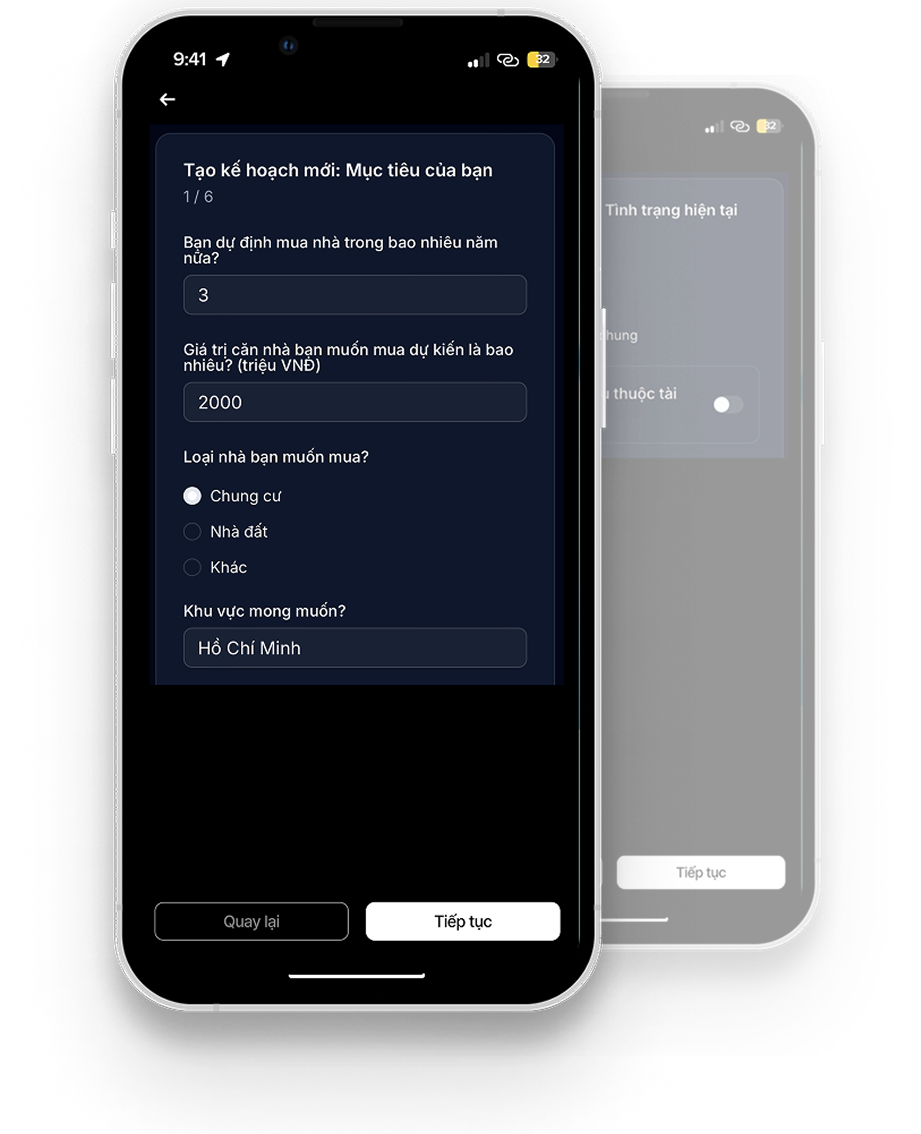 9:41
32
Tạo kế hoạch mới: Mục tiêu của bạn
1 / 6
Bạn dự định mua nhà trong bao nhiêu năm
nữa?
3
Giá trị căn nhà bạn muốn mua dự kiến là bao
nhiêu? (triệu VNĐ)
2000
Loại nhà bạn muốn mua?
Chung cư
Nhà đất
Khác
Khu vực mong muốn?
Hồ Chí Minh
Quay lại
Tiếp tục
32
Tình trạng hiện tại
thuộc tài
Tiếp tục